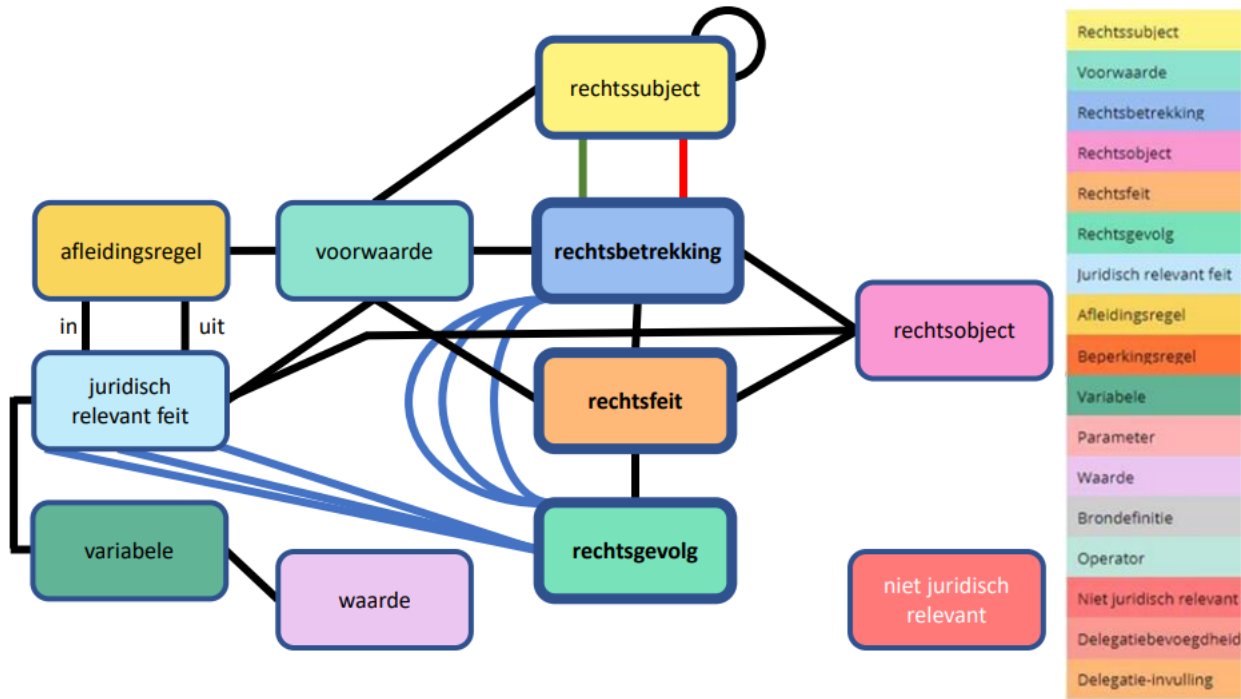 rechtssubject
afleidingsregel
voorwaarde
rechtsbetrekking
in
uit
rechtsobject
juridisch
relevant feit
rechtsfeit
variabele
waarde
rechtsgevolg
niet juridisch
relevant
Rechtssubject
Voorwaarde
Rechtsbetrekking
Rechtsobject
Rechtsfeit
Rechtsgevolg
Juridisch relevant feit
Afleidingsregel
Beperkingsregel
Variabele
Parameter
Waarde
Brondefinitie
Operator
Niet juridisch relevant
Delegatiebevoegdheid
Delegatie-invulling